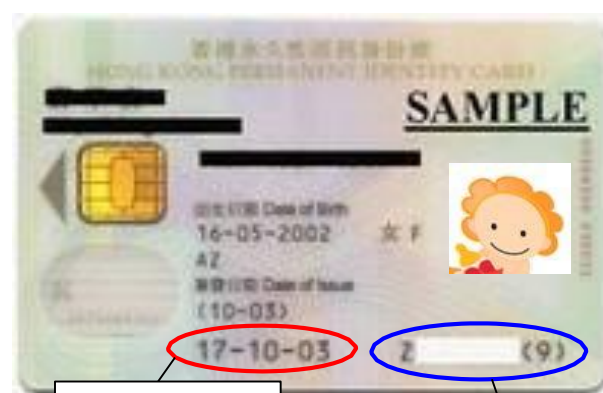 香港永久性居民身份證
HONG KONG PERMANENT IDENTITY CARD
SAMPLE
出生日期 Date of Birth
16-05-2002 女 F
AZ
簽發日期 Date of Issue
(10-03)
17-10-03 Z (9)